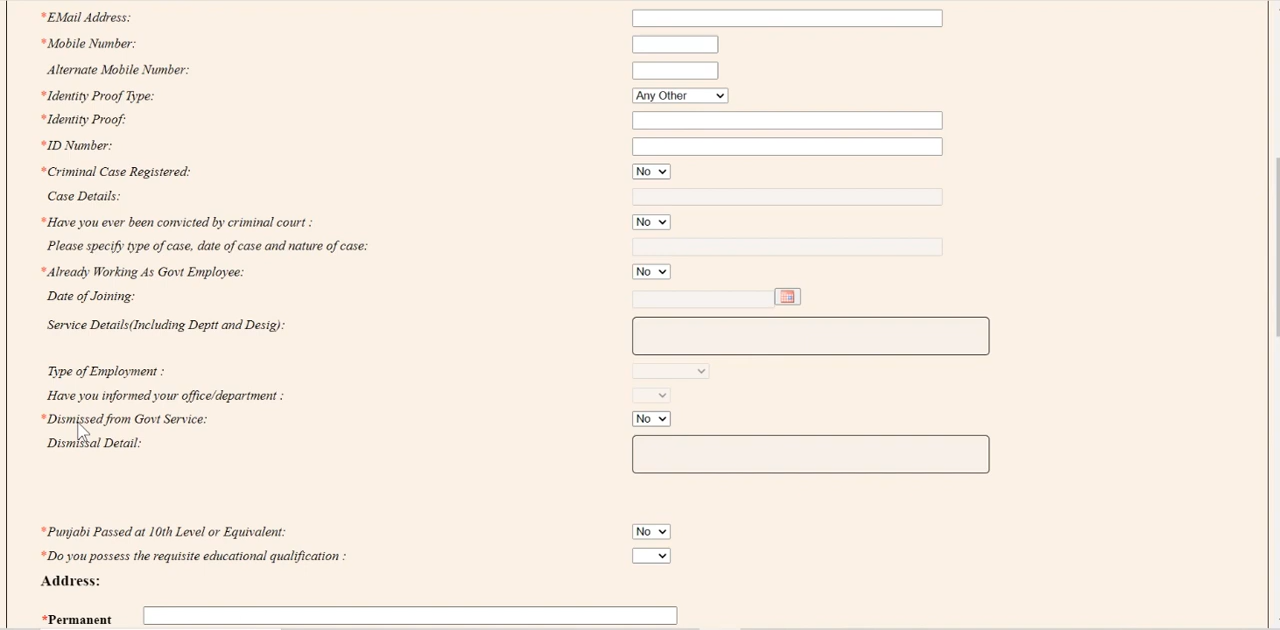 *EMail Address:
*Mobile Number:
Alternate Mobile Number:
*Identity Proof Type: Any Other
*Identity Proof:
*ID Number:
*Criminal Case Registered: No
Case Details:
*Have you ever been convicted by criminal court : No
Please specify type of case, date of case and nature of case:
*Already Working As Govt Employee: No
Date of Joining:
Service Details(Including Deptt and Desig):
Type of Employment :
Have you informed your office/department :
*Dismissed from Govt Service: No
Dismissal Detail:
*Punjabi Passed at 10th Level or Equivalent: No
*Do you possess the requisite educational qualification :
Address:
*Permanent